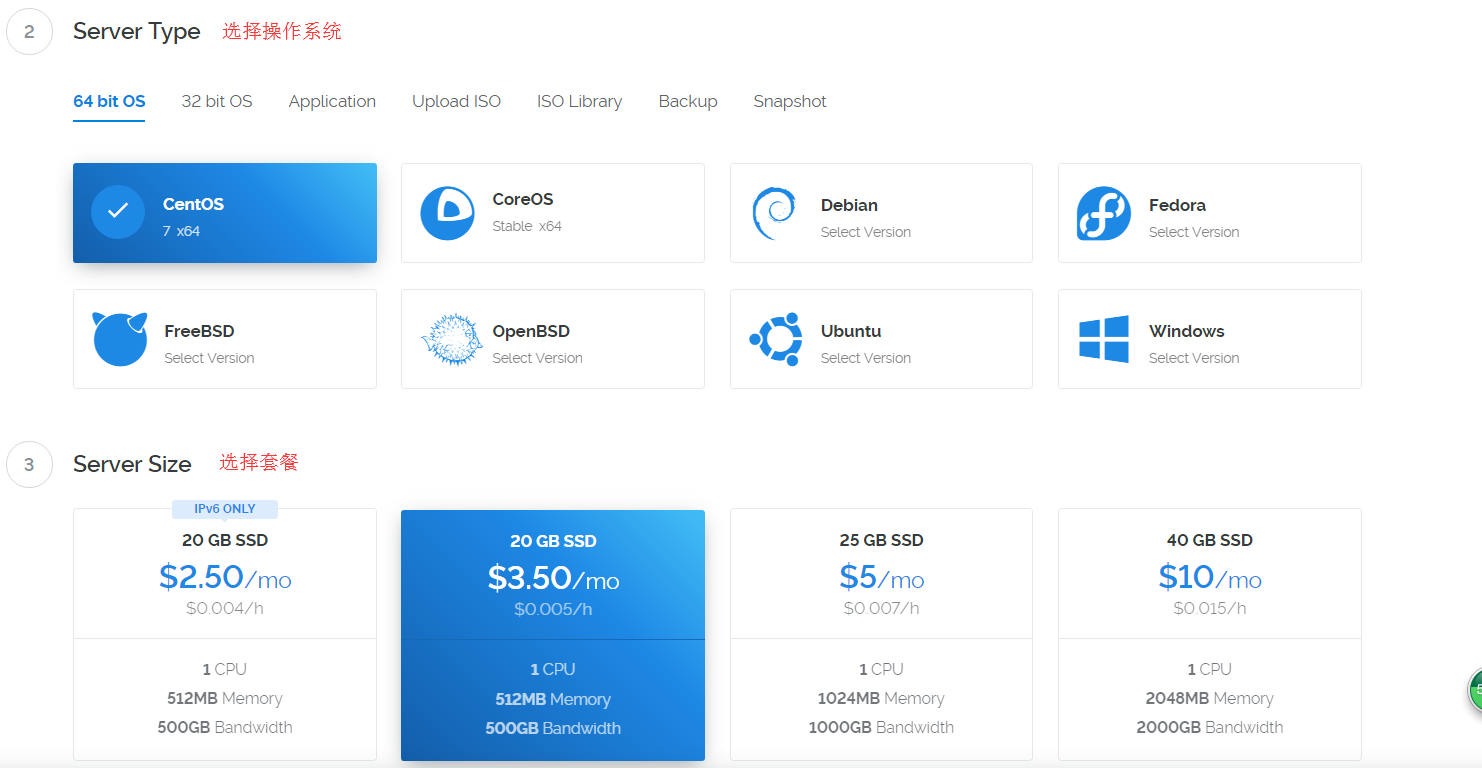 2 Server Type 选择操作系统
64 bit OS 32 bit OS Application Upload ISO ISO Library Backup Snapshot
CentOS
7 x64
CoreOS
Stable x64
Debian
Select Version
Fedora
Select Version
FreeBSD
Select Version
OpenBSD
Select Version
Ubuntu
Select Version
Windows
Select Version
3 Server Size 选择套餐
IPv6 ONLY
20 GB SSD
$2.50/mo
$0.004/h
1 CPU
512MB Memory
500GB Bandwidth
20 GB SSD
$3.50/mo
$0.005/h
1 CPU
512MB Memory
500GB Bandwidth
25 GB SSD
$5/mo
$0.007/h
1 CPU
1024MB Memory
1000GB Bandwidth
40 GB SSD
$10/mo
$0.015/h
1 CPU
2048MB Memory
2000GB Bandwidth